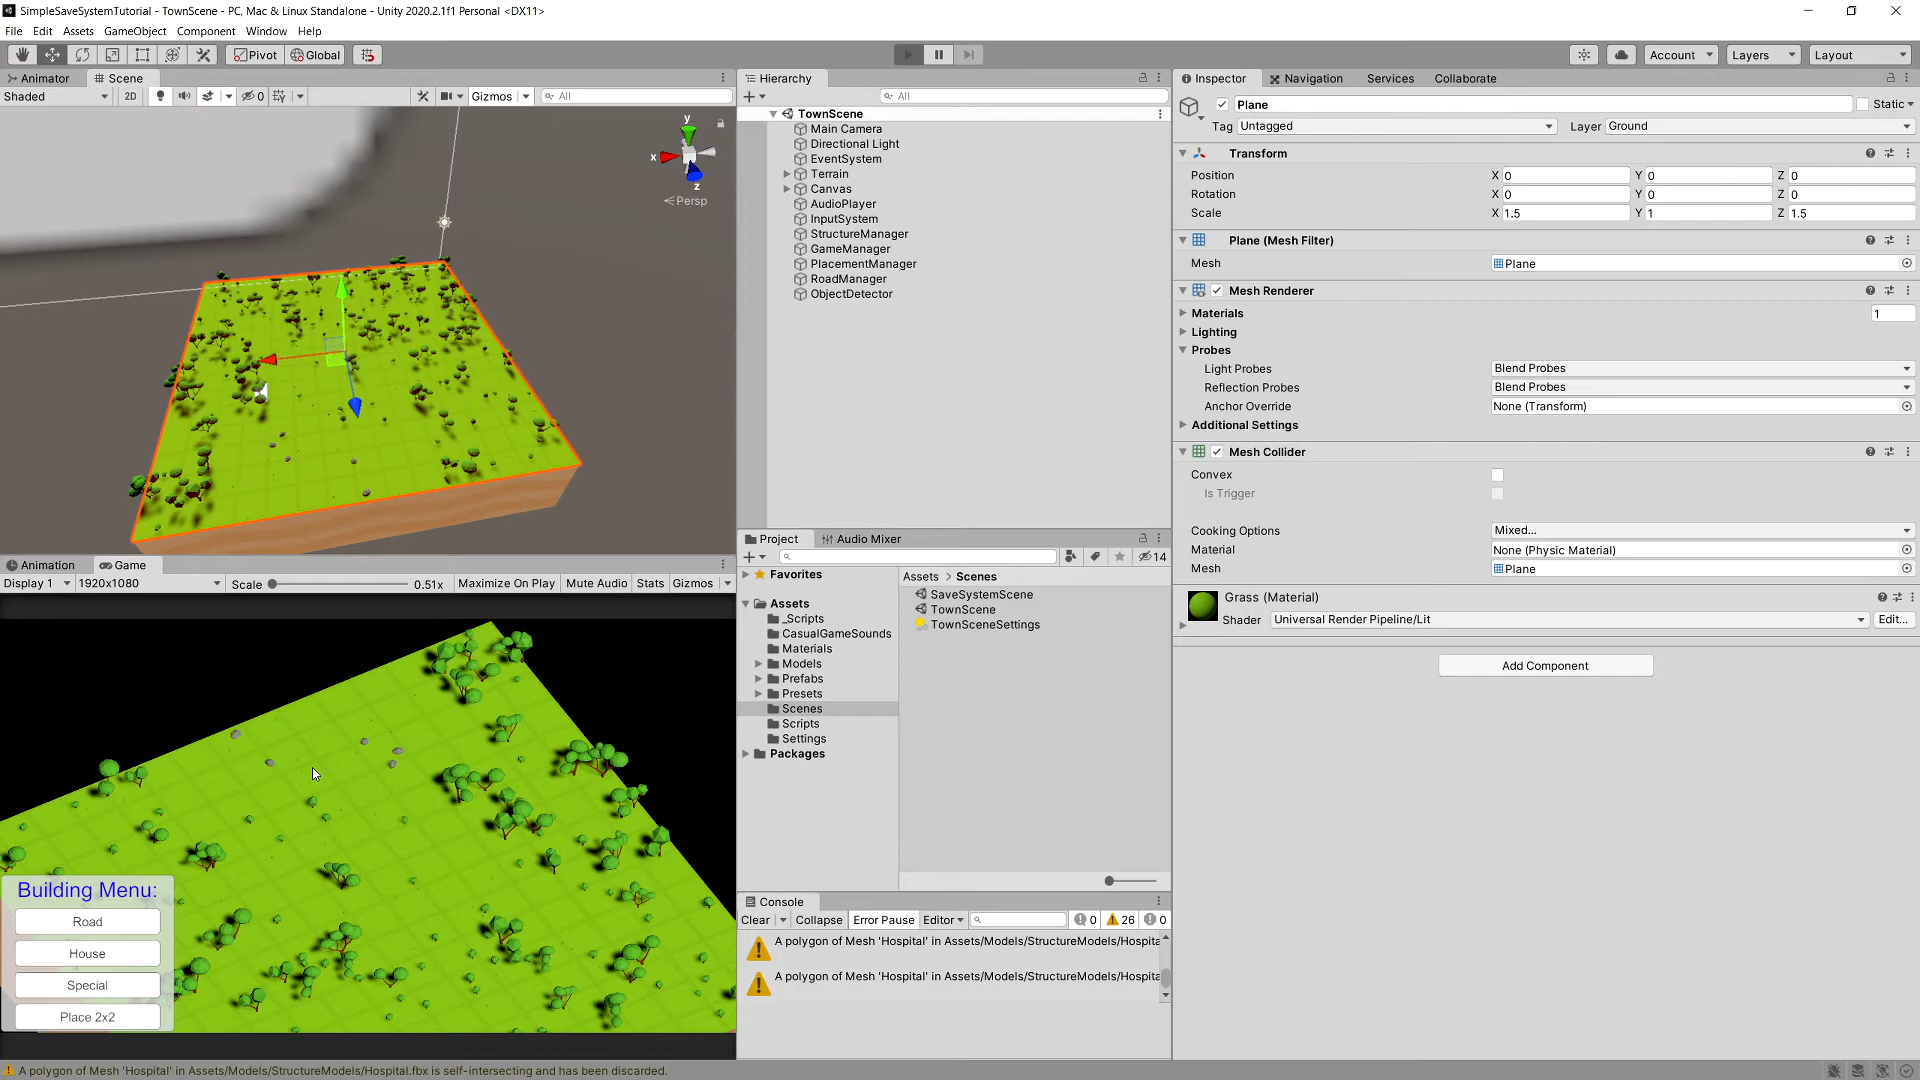 SimpleSaveSystemTutorial - TownScene - PC, Mac & Linux Standalone - Unity 2020.2.1f1 Personal <DX11>
File Edit Assets GameObject Component Window Help
Pivot Global Account Layers Layout
Animator Scene
Shaded 2D 0 Gizmos All
y
x
z
Persp
Animation Game
Display 1 1920x1080 Scale 0.51x Maximize On Play Mute Audio Stats Gizmos
Building Menu:
Road
House
Special
Place 2x2
Hierarchy
All
TownScene
Main Camera
Directional Light
EventSystem
Terrain
Canvas
AudioPlayer
InputSystem
StructureManager
GameManager
PlacementManager
RoadManager
ObjectDetector
Project Audio Mixer
14
Favorites
Assets
_Scripts
CasualGameSounds
Materials
Models
Prefabs
Presets
Scenes
Scripts
Settings
Packages
Assets > Scenes
SaveSystemScene
TownScene
TownSceneSettings
Console
Clear Collapse Error Pause Editor 0 26 0
A polygon of Mesh 'Hospital' in Assets/Models/StructureModels/Hospita
A polygon of Mesh 'Hospital' in Assets/Models/StructureModels/Hospita
Inspector Navigation Services Collaborate
Plane Static
Tag Untagged Layer Ground
Transform
Position X 0 Y 0 Z 0
Rotation X 0 Y 0 Z 0
Scale X 1.5 Y 1 Z 1.5
Plane (Mesh Filter)
Mesh Plane
Mesh Renderer
Materials 1
Lighting
Probes
Light Probes Blend Probes
Reflection Probes Blend Probes
Anchor Override None (Transform)
Additional Settings
Mesh Collider
Convex
Is Trigger
Cooking Options Mixed...
Material None (Physic Material)
Mesh Plane
Grass (Material)
Shader Universal Render Pipeline/Lit Edit...
Add Component
A polygon of Mesh 'Hospital' in Assets/Models/StructureModels/Hospital.fbx is self-intersecting and has been discarded.